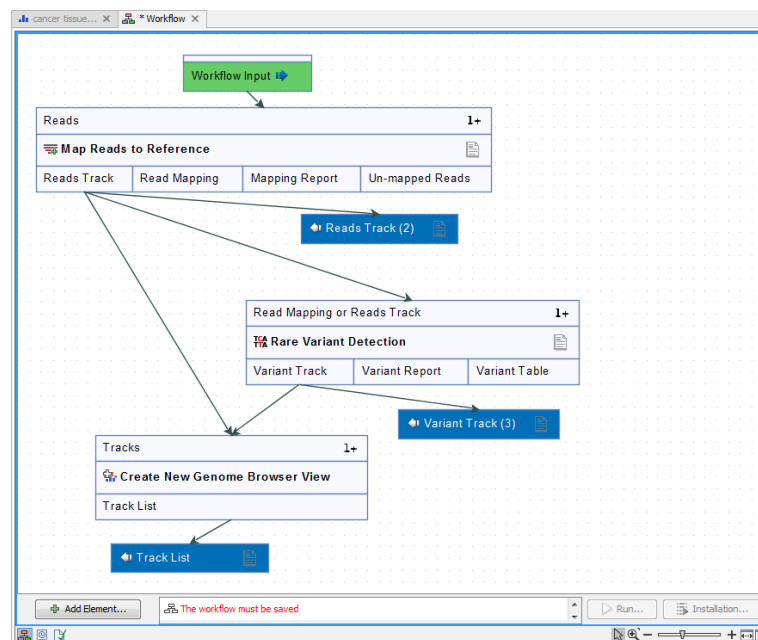 cancer tissue... * Workflow
Workflow Input
Reads 1+
Map Reads to Reference
Reads Track Read Mapping Mapping Report Un-mapped Reads
Reads Track (2)
Read Mapping or Reads Track 1+
TCA TTA Rare Variant Detection
Variant Track Variant Report Variant Table
Variant Track (3)
Tracks 1+
Create New Genome Browser View
Track List
Track List
Add Element... The workflow must be saved Run... Installation...